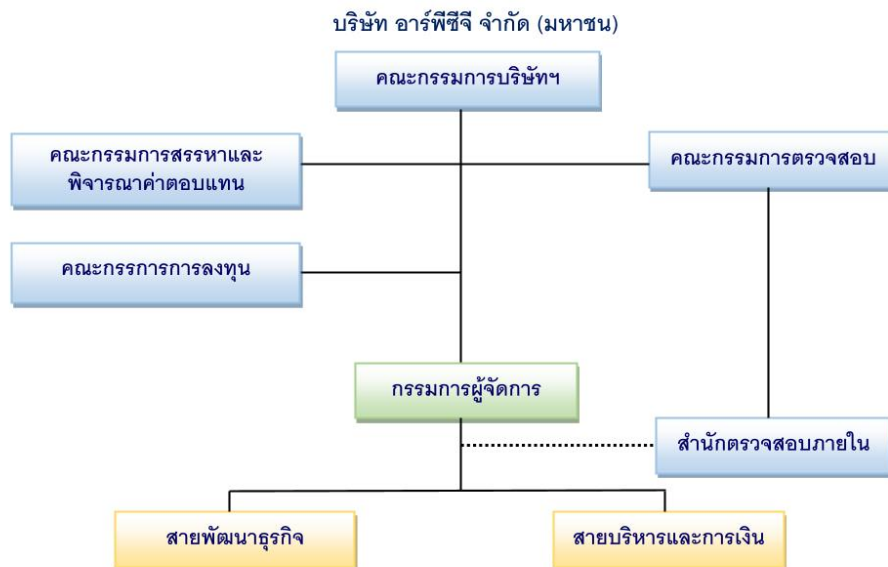 บริษัท อาร์พีซีจี จำกัด (มหาชน)
คณะกรรมการบริษัทฯ
คณะกรรมการสรรหาและ
พิจารณาค่าตอบแทน
คณะกรรมการตรวจสอบ
คณะกรรการการลงทุน
กรรมการผู้จัดการ
สำนักตรวจสอบภายใน
สายพัฒนาธุรกิจ
สายบริหารและการเงิน